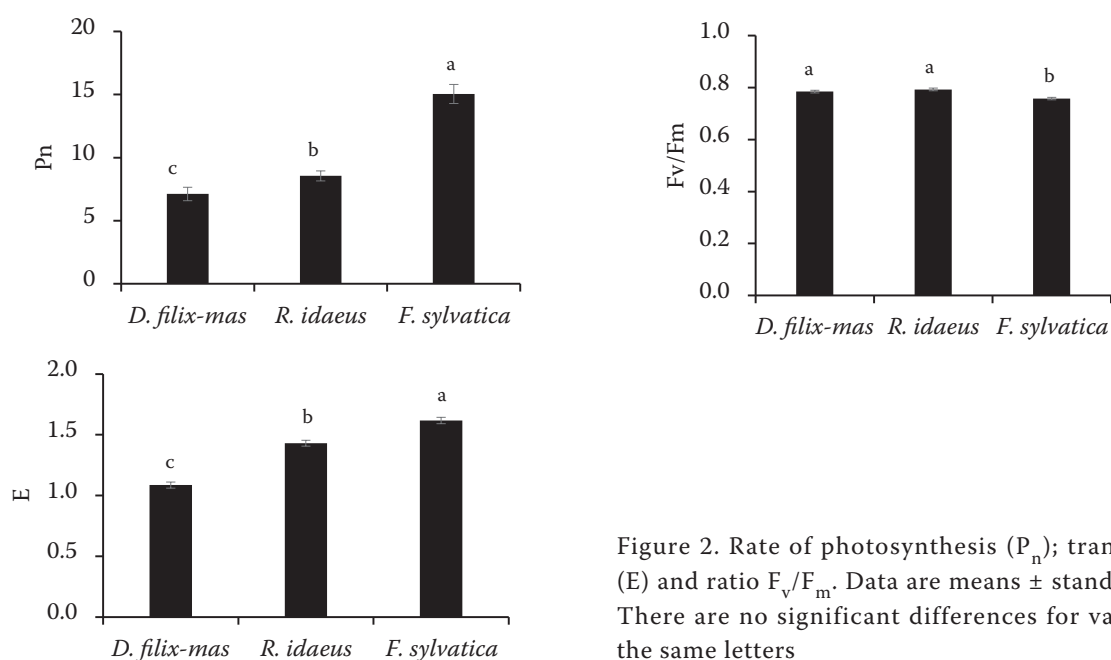 20
15
10
5
0
Pn
c
b
a
D. filix-mas R. idaeus F. sylvatica
1.0
0.8
0.6
0.4
0.2
0.0
Fv/Fm
a
a
b
D. filix-mas R. idaeus F. sylvatica
2.0
1.5
1.0
0.5
0.0
E
c
b
a
D. filix-mas R. idaeus F. sylvatica
Figure 2. Rate of photosynthesis (Pn); tran
(E) and ratio Fv/Fm. Data are means ± stand
There are no significant differences for va
the same letters